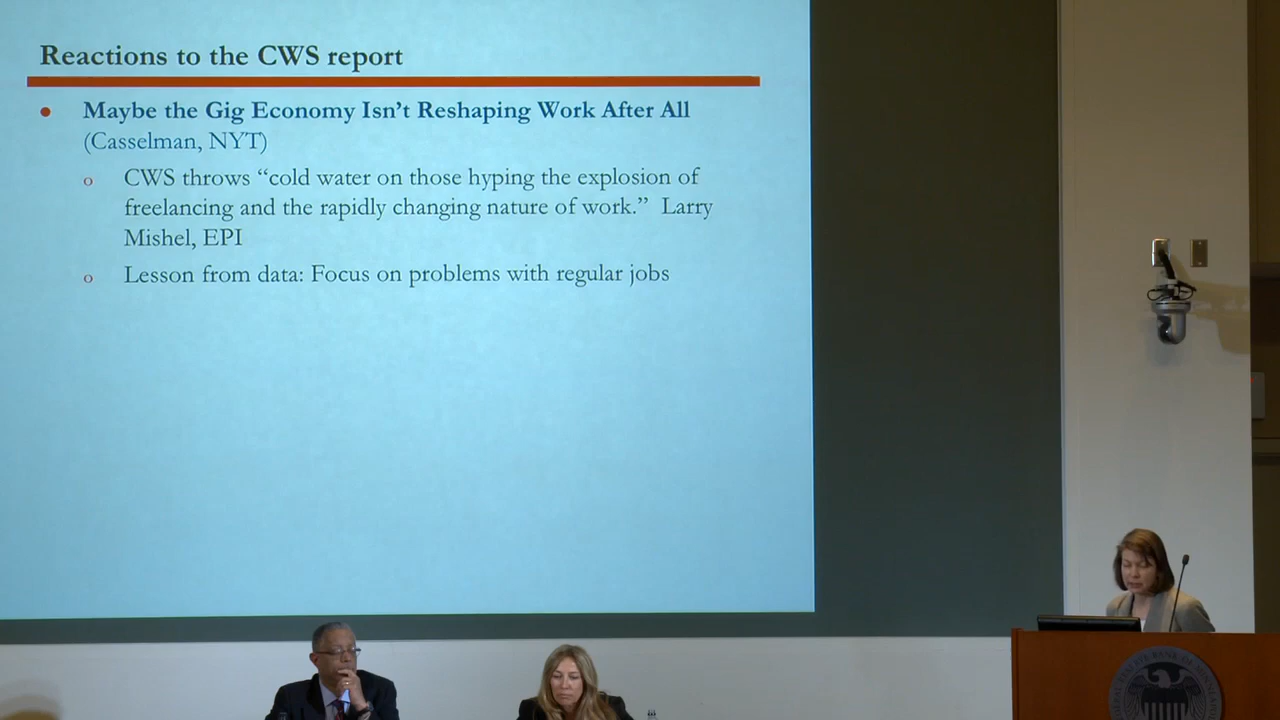 Reactions to the CWS report
• Maybe the Gig Economy Isn’t Reshaping Work After All
(Casselman, NYT)
o CWS throws “cold water on those hyping the explosion of
freelancing and the rapidly changing nature of work.” Larry
Mishel, EPI
o Lesson from data: Focus on problems with regular jobs